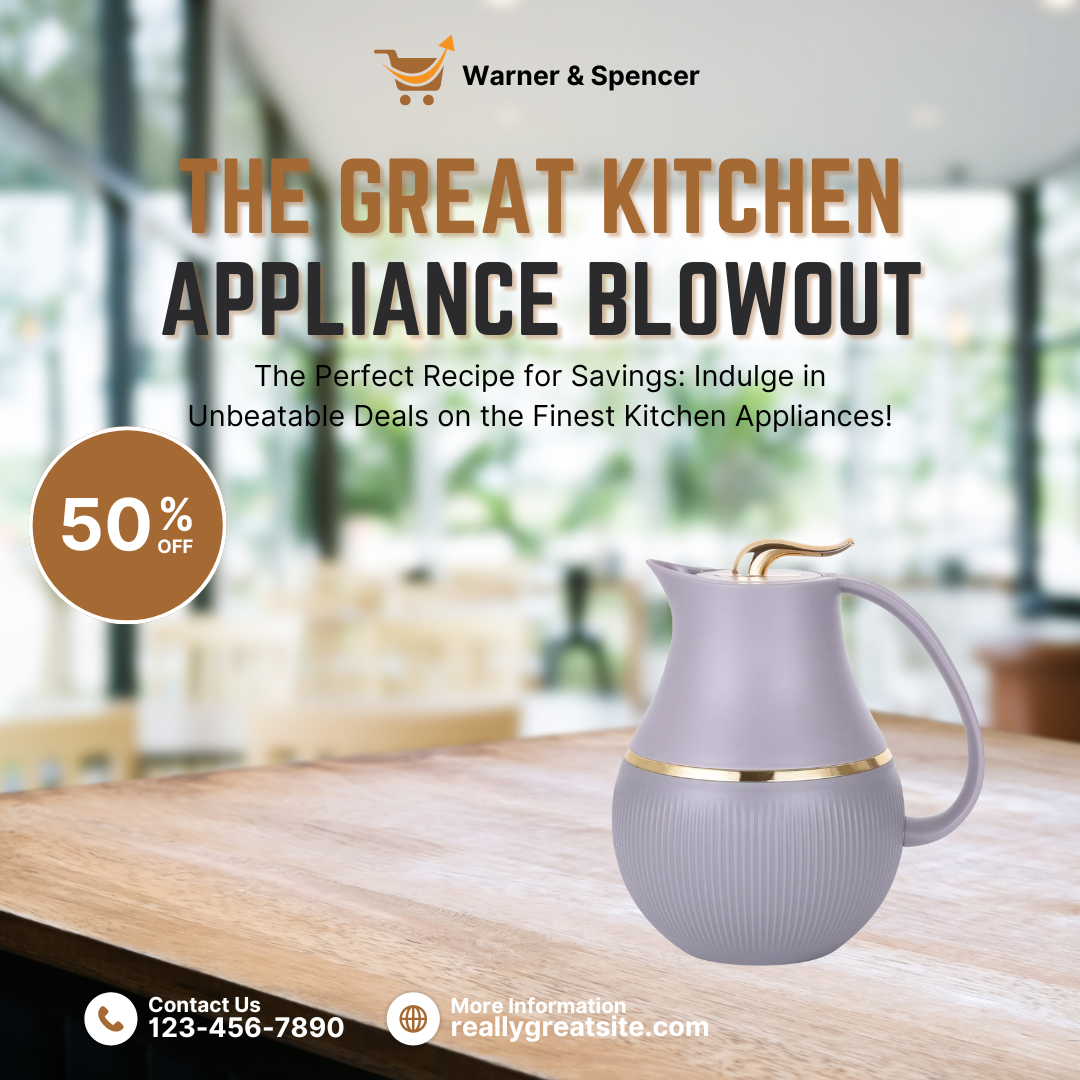 Warner & Spencer
THE GREAT KITCHEN
APPLIANCE BLOWOUT
The Perfect Recipe for Savings: Indulge in
Unbeatable Deals on the Finest Kitchen Appliances!
50%
OFF
Contact Us
123-456-7890
More Information
reallygreatsite.com